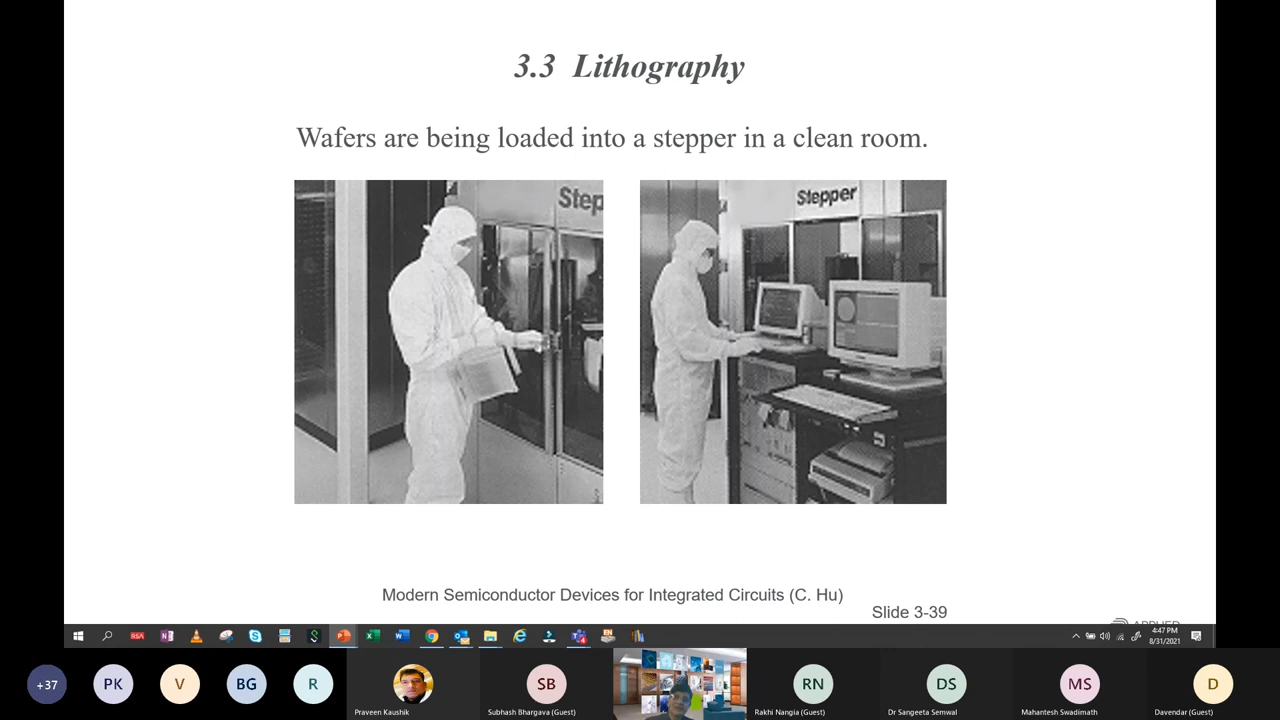 3.3 Lithography
Wafers are being loaded into a stepper in a clean room.
Step
Stepper
Modern Semiconductor Devices for Integrated Circuits (C. Hu)
Slide 3-39
RSA
EN
4:47 PM
8/31/2021
+37
PK
V
BG
R
SB
RN
DS
MS
D
Praveen Kaushik
Subhash Bhargava (Guest)
Rakhi Nangia (Guest)
Dr Sangeeta Semwal
Mahantesh Swadimath
Davendar (Guest)